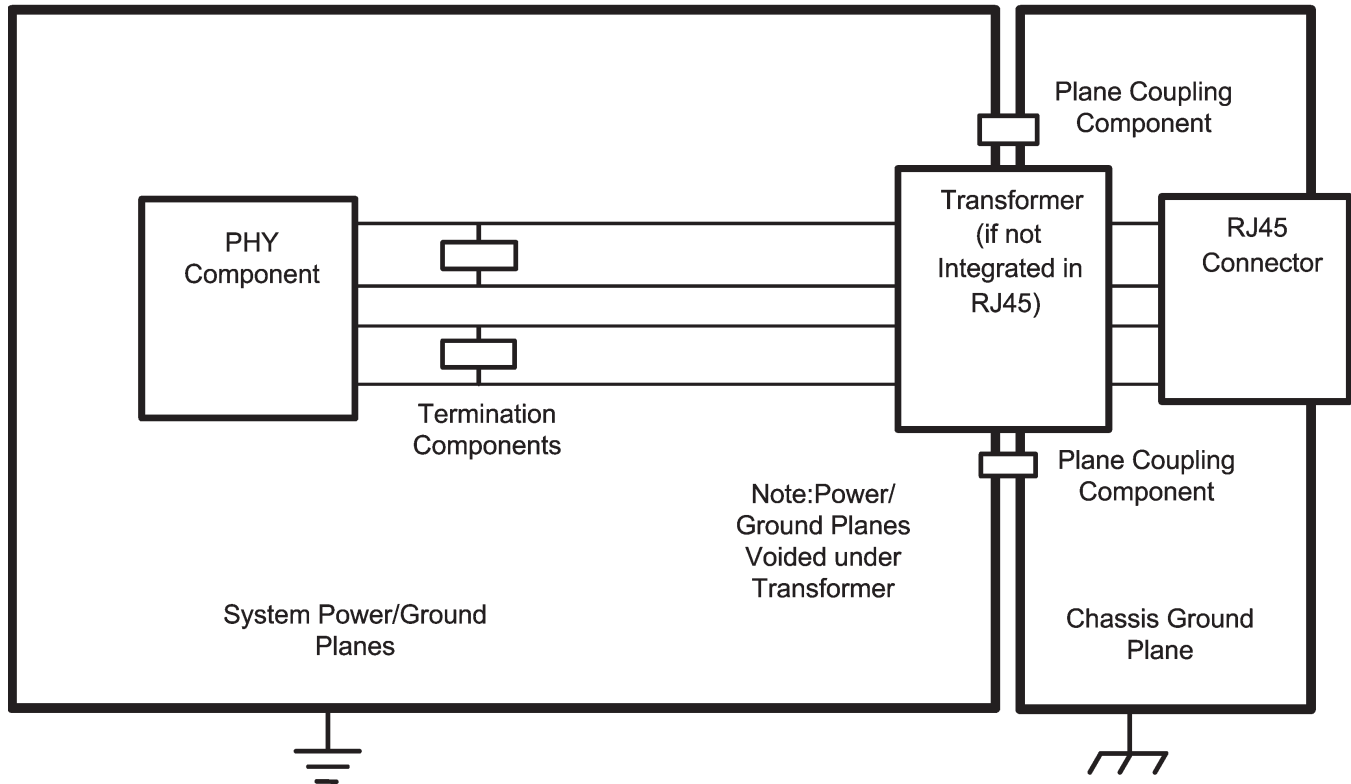 Plane Coupling
Component
PHY
Component
Transformer
(if not
Integrated in
RJ45)
RJ45
Connector
Termination
Components
Plane Coupling
Component
Note:Power/
Ground Planes
Voided under
Transformer
System Power/Ground
Planes
Chassis Ground
Plane